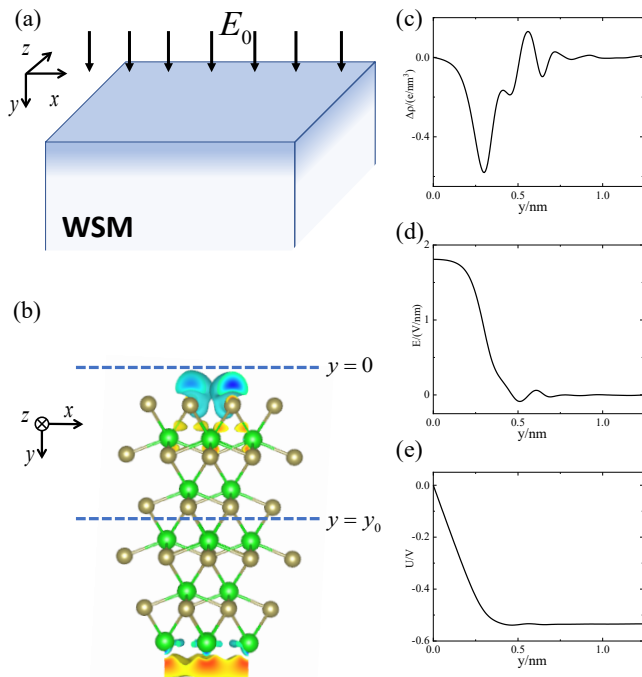 (a)
E₀
z
x
y
WSM
(b)
y = 0
z
x
y
y = y₀
(c)
0.0
-0.4
Δρ/(e/nm³)
0.0
0.5
1.0
y/nm
(d)
2
1
0
E/(V/nm)
0.0
0.5
1.0
y/nm
(e)
0.0
-0.2
-0.4
-0.6
U/V
0.0
0.5
1.0
y/nm